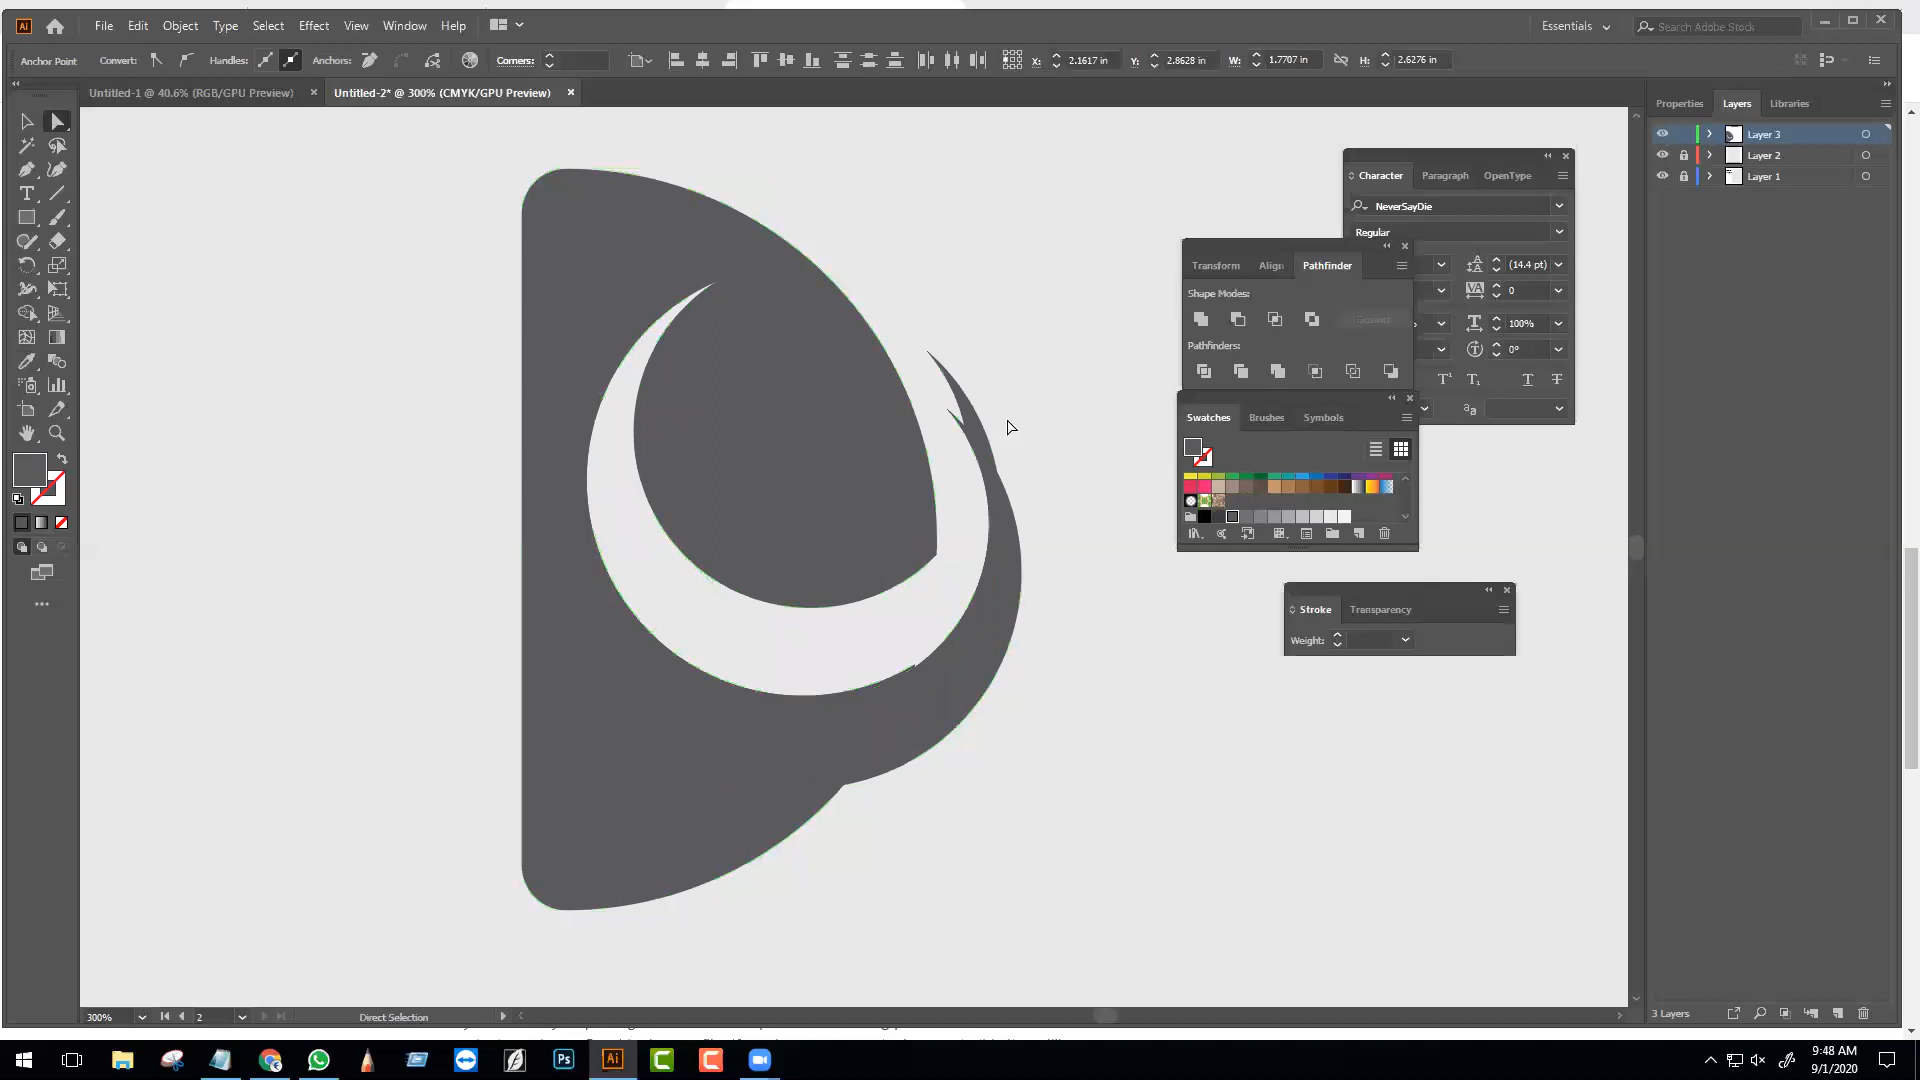 Ai File Edit Object Type Select Effect View Window Help Essentials Search Adobe Stock
Anchor Point Convert: Handles: Anchors: Corners: X: 2.1617 in Y: 2.8628 in W: 1.7707 in H: 2.6276 in
Untitled-1 @ 40.6% (RGB/GPU Preview) Untitled-2* @ 300% (CMYK/GPU Preview)
Properties Layers Libraries
Layer 3
Layer 2
Layer 1
Character Paragraph OpenType
NeverSayDie
Regular
(14.4 pt)
0
100%
0°
Transform Align Pathfinder
Shape Modes:
Expand
Pathfinders:
Swatches Brushes Symbols
Stroke Transparency
Weight:
300% 2 Direct Selection
3 Layers
Ps Ai C C
9:48 AM
9/1/2020